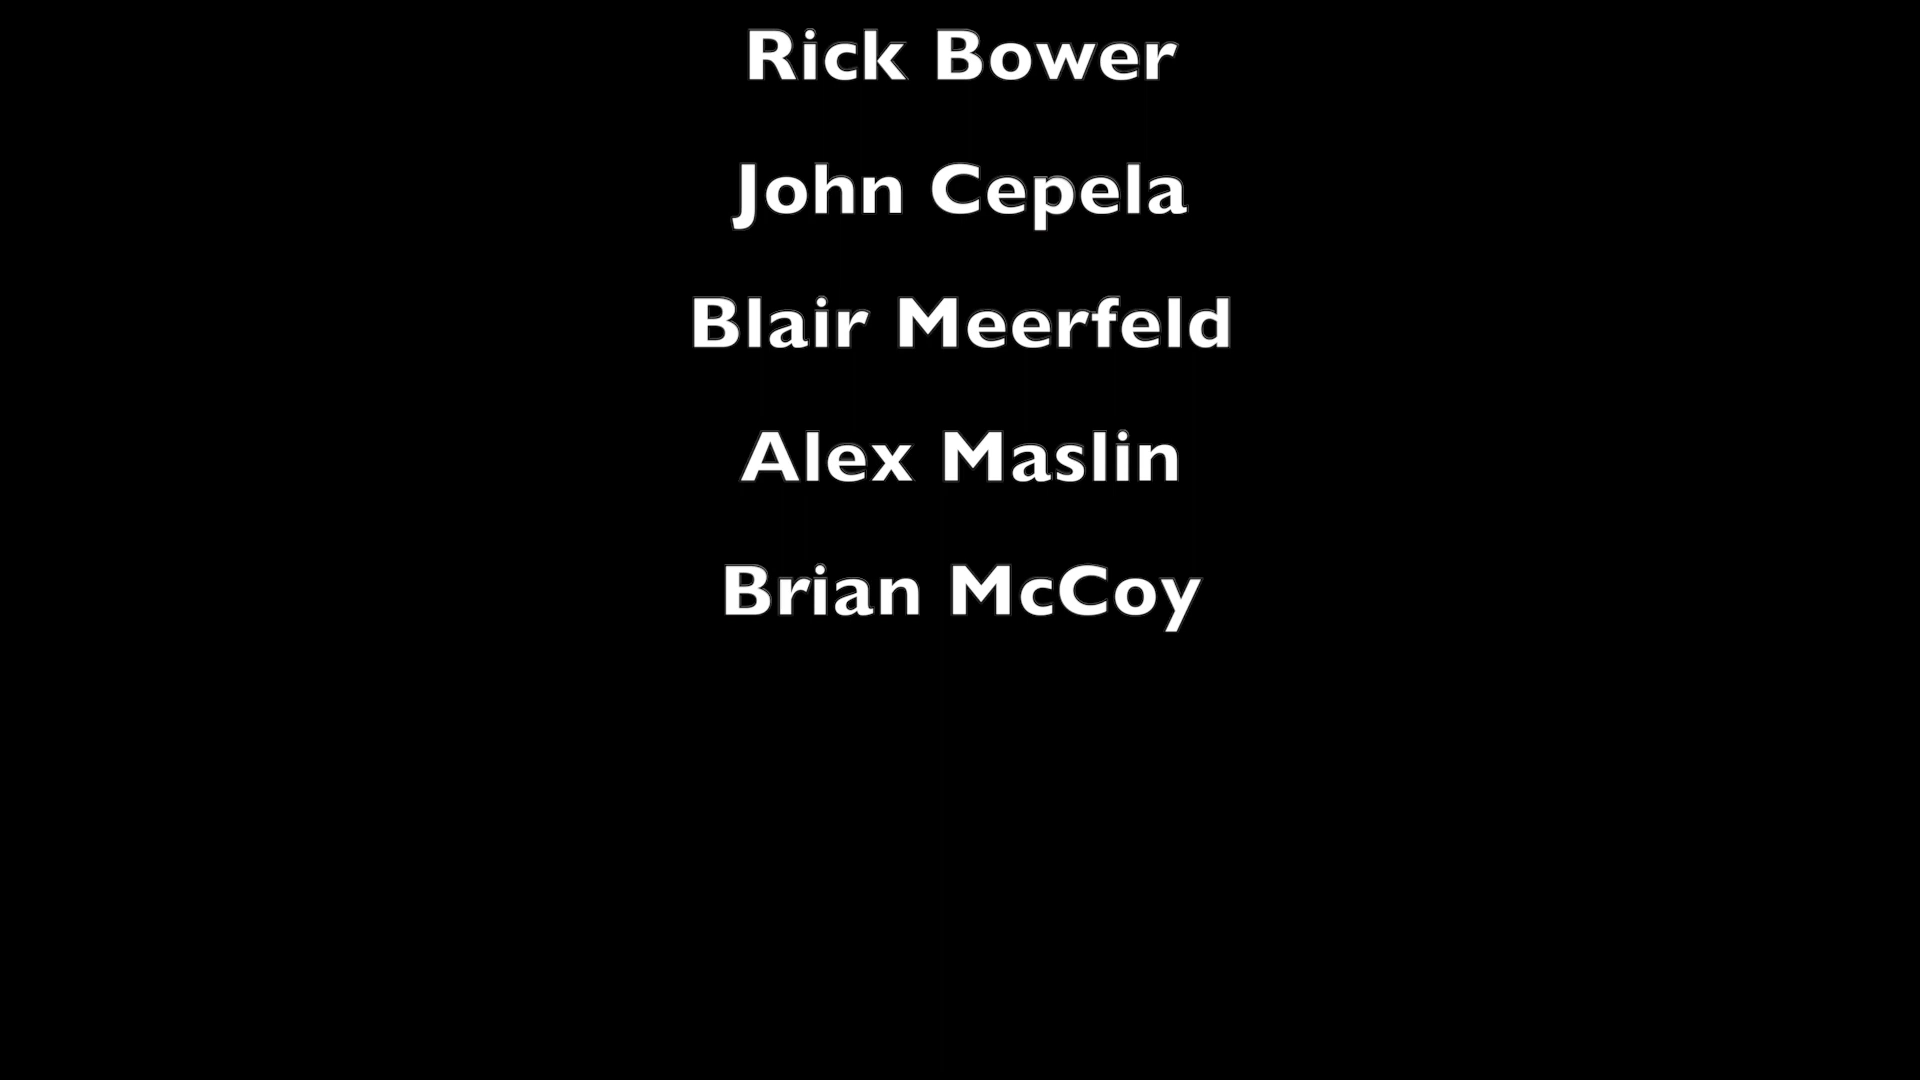 Rick Bower
John Cepela
Blair Meerfeld
Alex Maslin
Brian McCoy